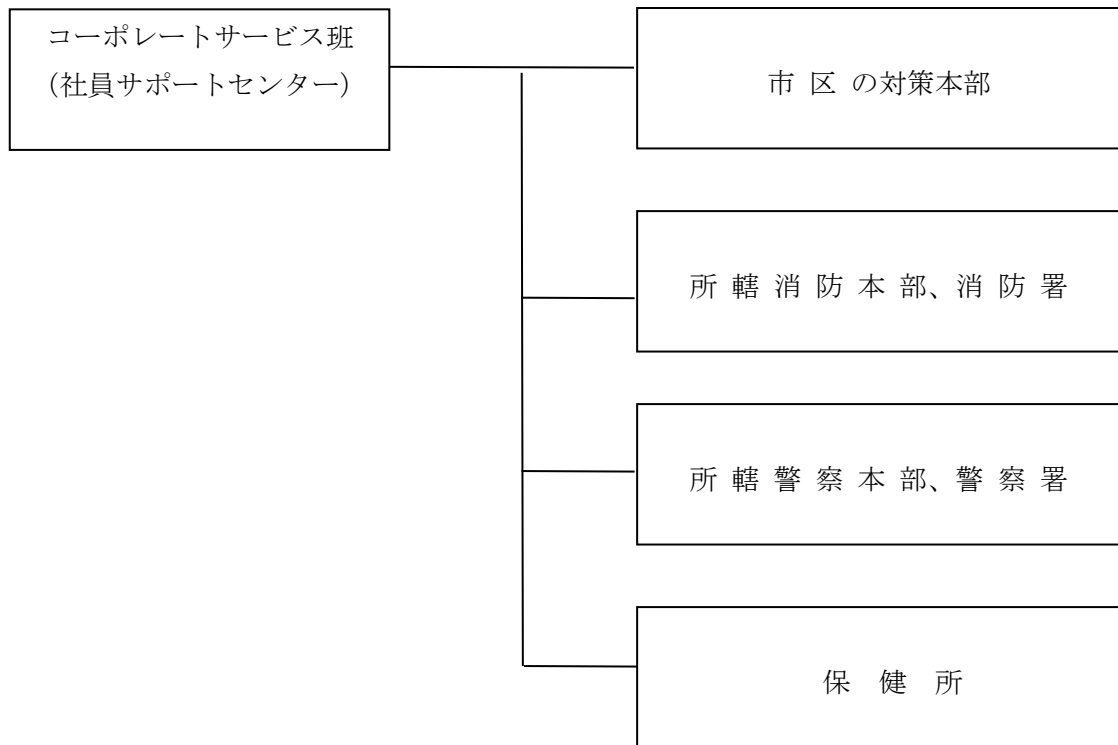 コーポレートサービス班
(社員サポートセンター)
市 区 の対策本部
所 轄 消 防 本 部、消 防 署
所 轄 警 察 本 部、警 察 署
保 健 所